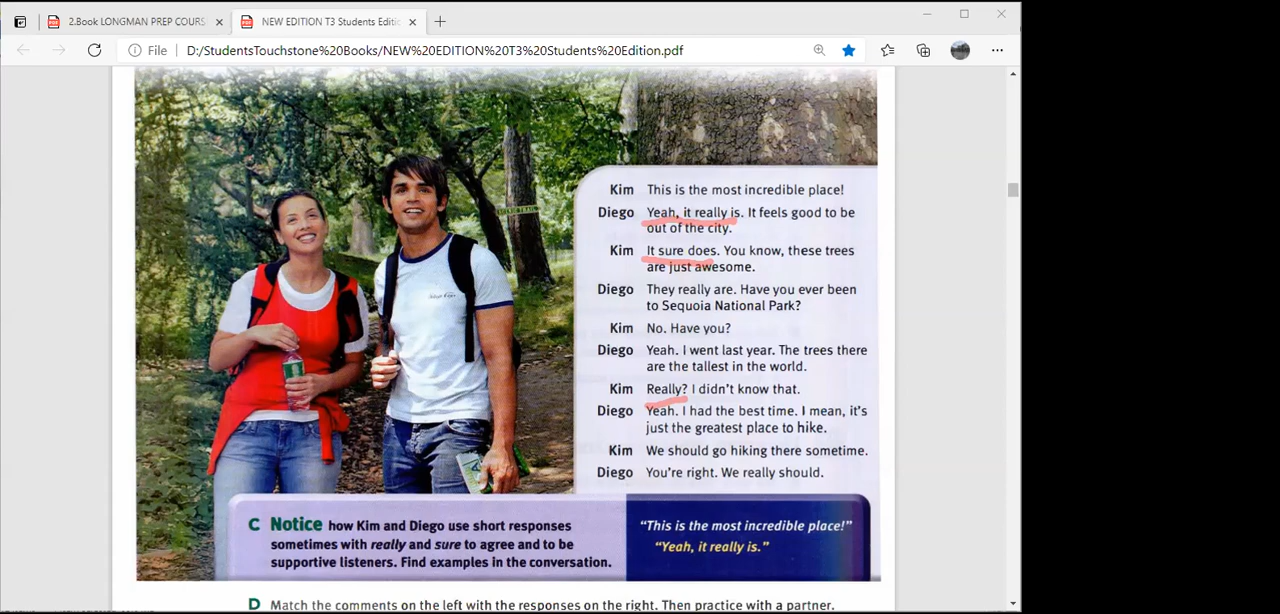 2.Book LONGMAN PREP COURS
NEW EDITION T3 Students Editi
File
D:/StudentsTouchstone%20Books/NEW%20EDITION%20T3%20Students%20Edition.pdf
Kim This is the most incredible place!
Diego Yeah, it really is. It feels good to be
out of the city.
Kim It sure does. You know, these trees
are just awesome.
Diego They really are. Have you ever been
to Sequoia National Park?
Kim No. Have you?
Diego Yeah. I went last year. The trees there
are the tallest in the world.
Kim Really? I didn't know that.
Diego Yeah. I had the best time. I mean, it's
just the greatest place to hike.
Kim We should go hiking there sometime.
Diego You're right. We really should.
C Notice how Kim and Diego use short responses
sometimes with really and sure to agree and to be
supportive listeners. Find examples in the conversation.
"This is the most incredible place!"
"Yeah, it really is."
D Match the comments on the left with the responses on the right. Then practice with a partner.